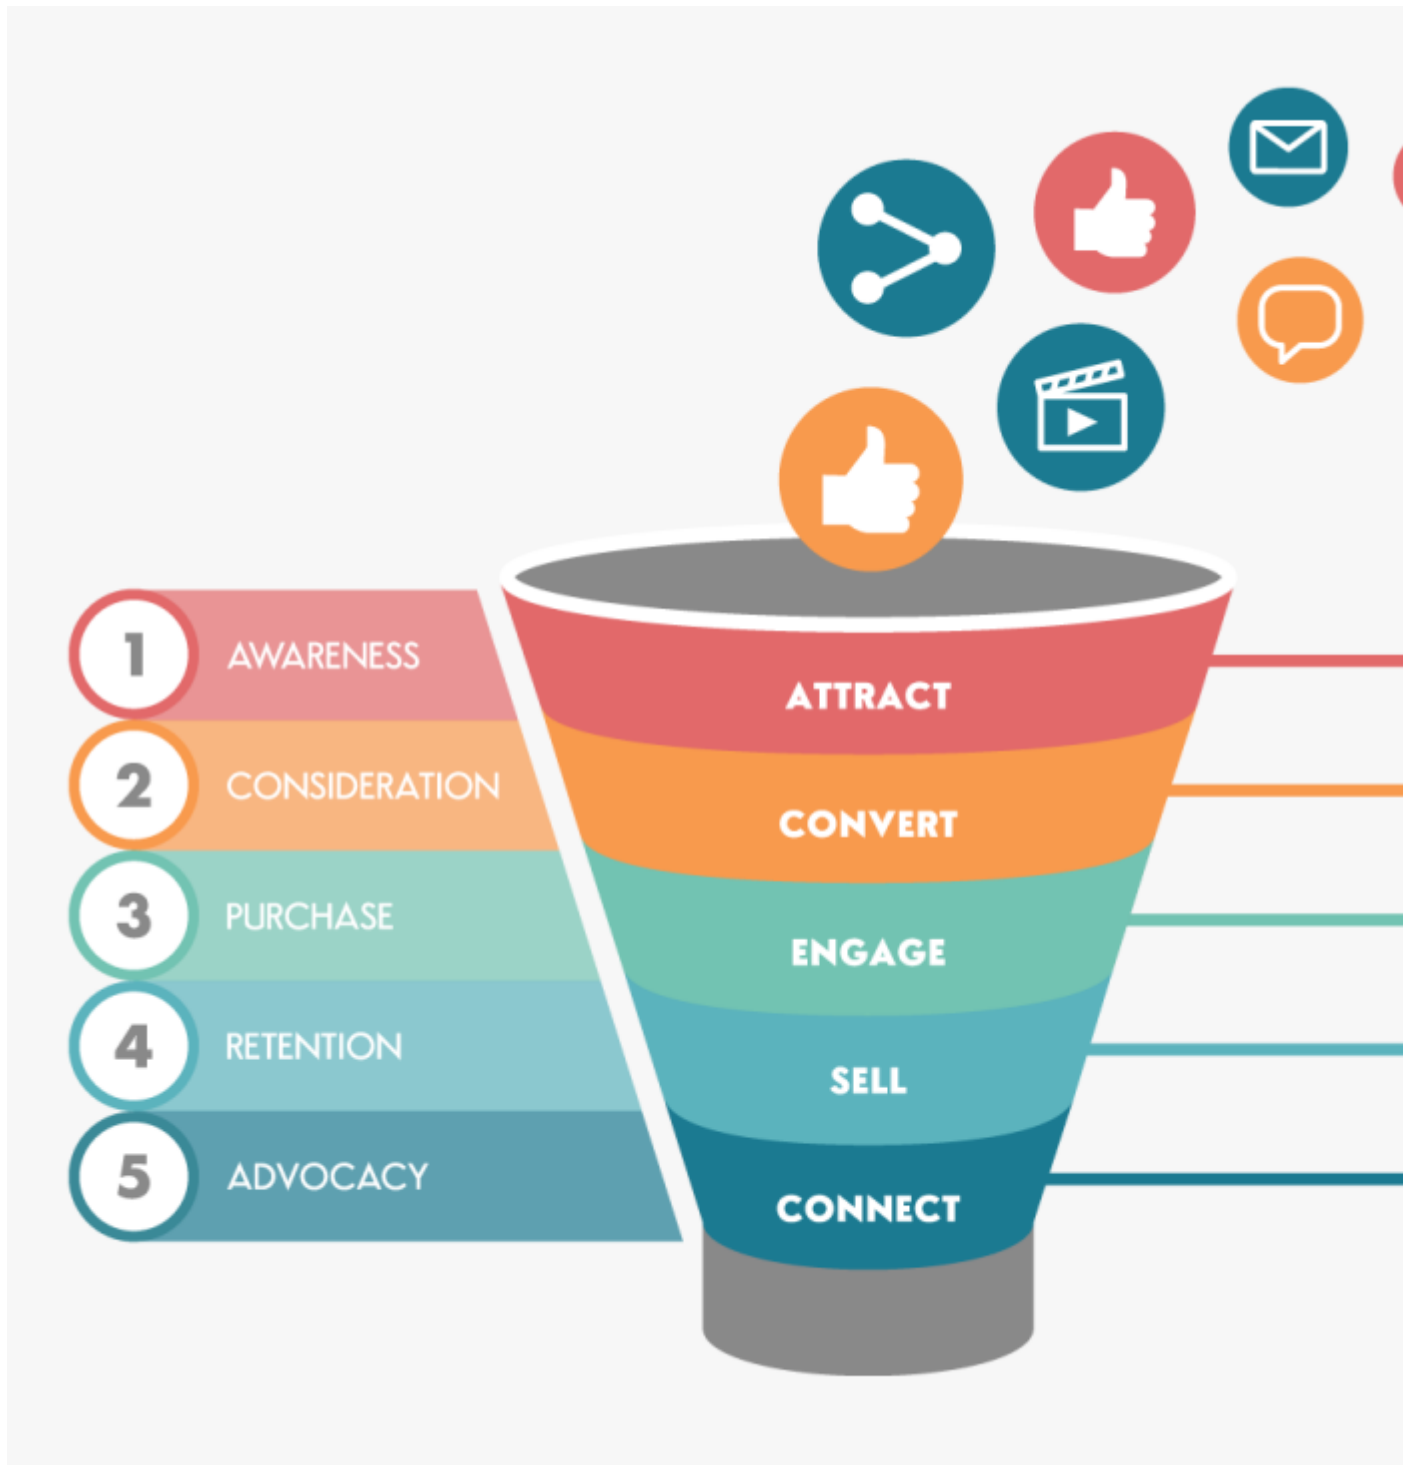 1 AWARENESS
ATTRACT
2 CONSIDERATION
CONVERT
3 PURCHASE
ENGAGE
4 RETENTION
SELL
5 ADVOCACY
CONNECT